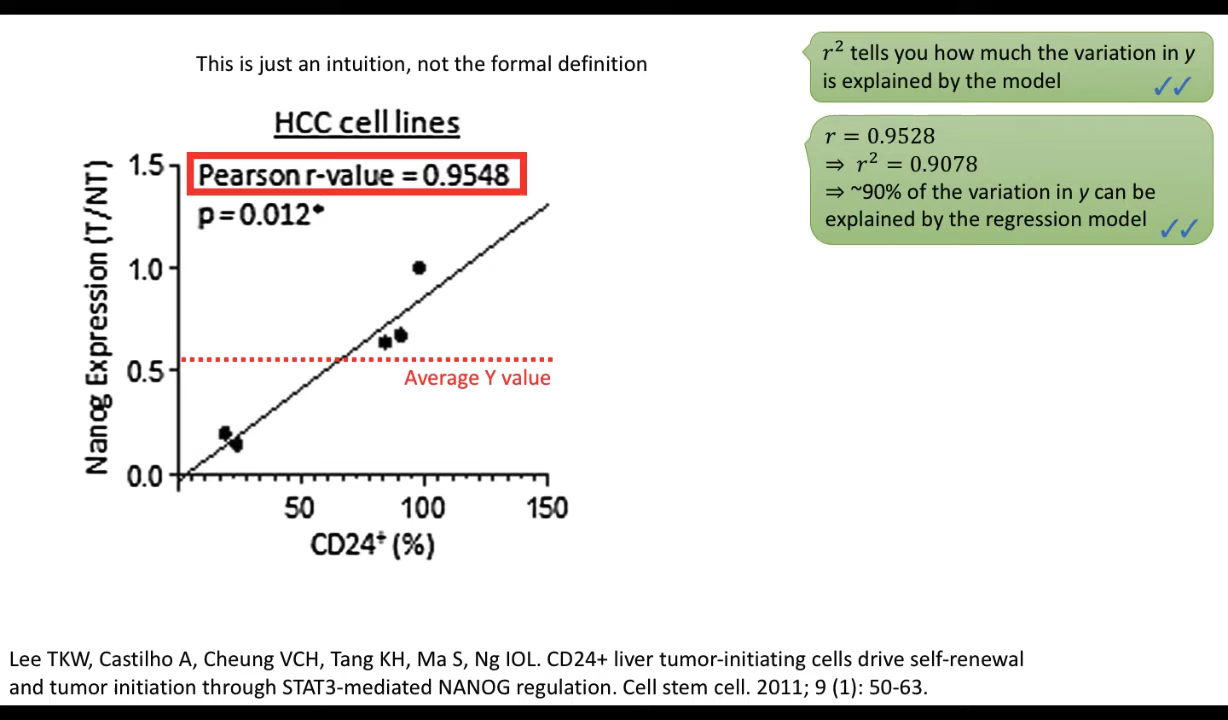 This is just an intuition, not the formal definition
r² tells you how much the variation in y
is explained by the model
✓✓
r = 0.9528
⇒ r² = 0.9078
⇒ ~90% of the variation in y can be
explained by the regression model
✓✓
HCC cell lines
Pearson r-value = 0.9548
p = 0.012*
Nanog Expression (T/NT)
1.5
1.0
0.5
0.0
Average Y value
50
100
150
CD24⁺ (%)
Lee TKW, Castilho A, Cheung VCH, Tang KH, Ma S, Ng IOL. CD24+ liver tumor-initiating cells drive self-renewal
and tumor initiation through STAT3-mediated NANOG regulation. Cell stem cell. 2011; 9 (1): 50-63.